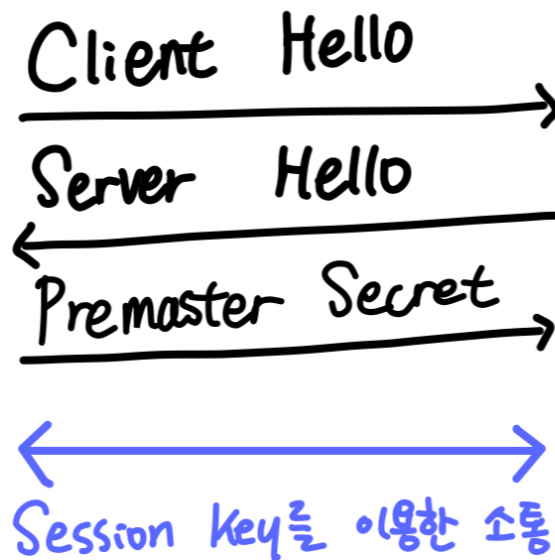 Client Hello
Server Hello
Premaster Secret
Session Key를 이용한 소통